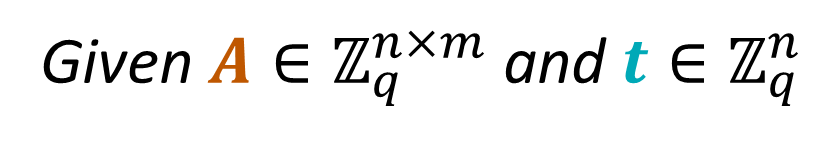 Given A ∈ ℤ_q^{n×m} and t ∈ ℤ_q^n